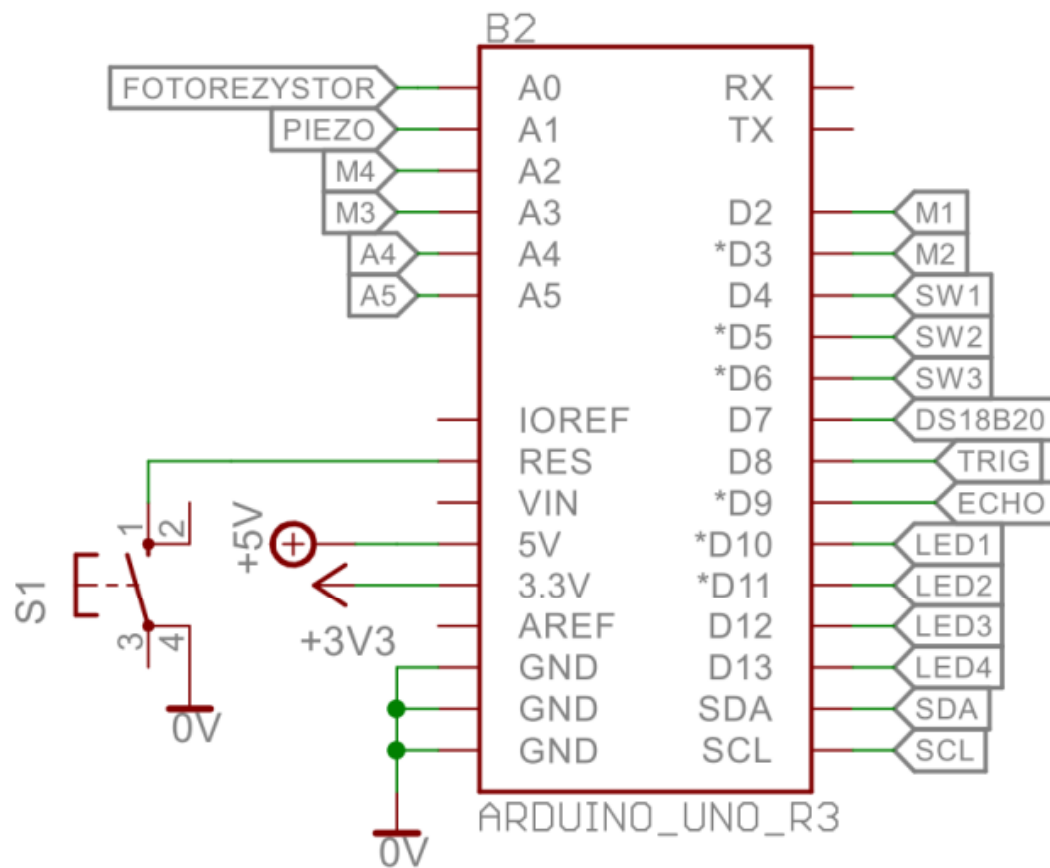 B2
FOTOREZYSTOR A0 RX
PIEZO A1 TX
M4 A2
M3 A3 D2 M1
A4 A4 *D3 M2
A5 A5 D4 SW1
*D5 SW2
*D6 SW3
IOREF D7 DS18B20
RES D8 TRIG
1 2 VIN *D9 ECHO
+5V 5V *D10 LED1
S1 3.3V *D11 LED2
3 4 +3V3 AREF D12 LED3
GND D13 LED4
0V GND SDA SDA
GND SCL SCL
ARDUINO_UNO_R3
0V